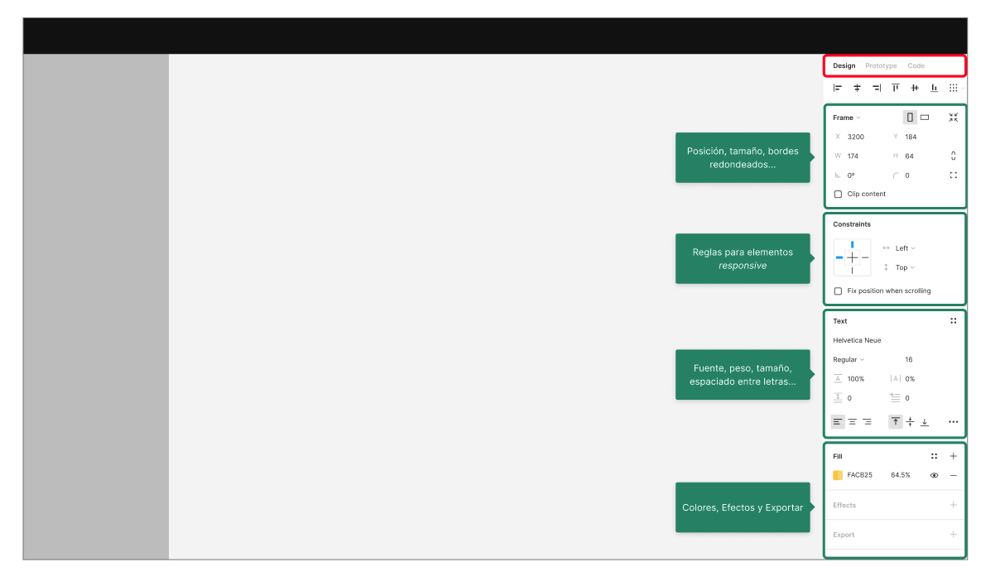 Design Prototype Code
Frame
X 3200 Y 184
W 174 H 64
0° 0
Clip content
Posición, tamaño, bordes
redondeados...
Constraints
Left
Top
Fix position when scrolling
Reglas para elementos
responsive
Text
Helvetica Neue
Regular 16
A 100% |A| 0%
0 0
Fuente, peso, tamaño,
espaciado entre letras...
Fill
FACB25 64.5%
Effects
Export
Colores, Efectos y Exportar